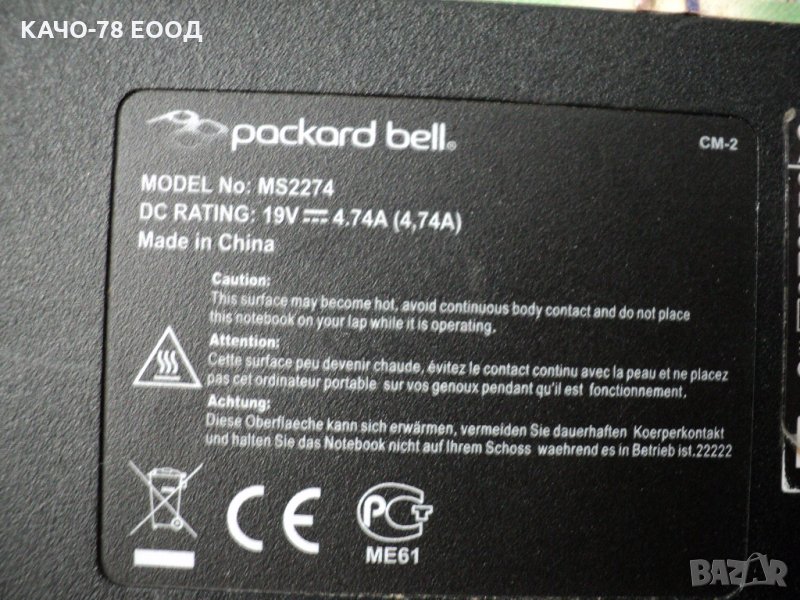 КАЧО-78 ЕООД
packard bell®
CM-2
MODEL No: MS2274
DC RATING: 19V 4.74A (4,74A)
Made in China
Caution:
This surface may become hot, avoid continuous body contact and do not place
this notebook on your lap while it is operating.
Attention:
Cette surface peu devenir chaude, évitez le contact continu avec la peau et ne placez
pas cet ordinateur portable sur vos genoux pendant qu'il est fonctionnement.
Achtung:
Diese Oberflaeche kann sich erwärmen, vermeiden Sie dauerhaften Koerperkontakt
und halten Sie das Notebook nicht auf Ihrem Schoss waehrend es in Betrieb ist.22222
CE
PCT
ME61
BAZAR